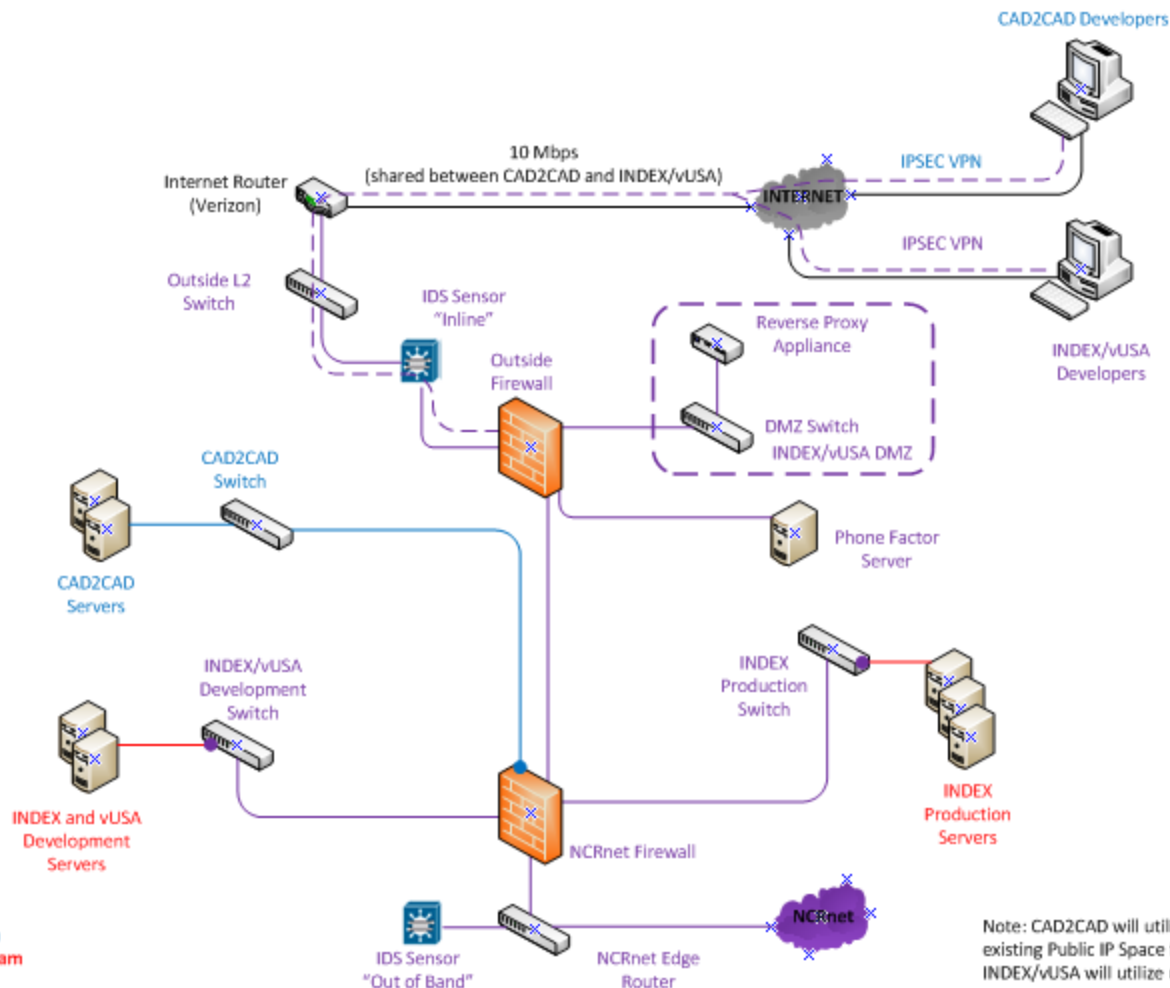 CAD2CAD Developers
10 Mbps
(shared between CAD2CAD and INDEX/vUSA)
IPSEC VPN
Internet Router
(Verizon)
INTERNET
IPSEC VPN
Outside L2
Switch
IDS Sensor
"Inline"
Reverse Proxy
Appliance
INDEX/vUSA
Developers
Outside
Firewall
DMZ Switch
INDEX/vUSA DMZ
CAD2CAD
Switch
Phone Factor
Server
CAD2CAD
Servers
INDEX/vUSA
Development
Switch
INDEX
Production
Switch
INDEX and vUSA
Development
Servers
INDEX
Production
Servers
NCRnet Firewall
NCRnet
IDS Sensor
"Out of Band"
NCRnet Edge
Router
Note: CAD2CAD will
existing Public IP Space
INDEX/vUSA will utilize